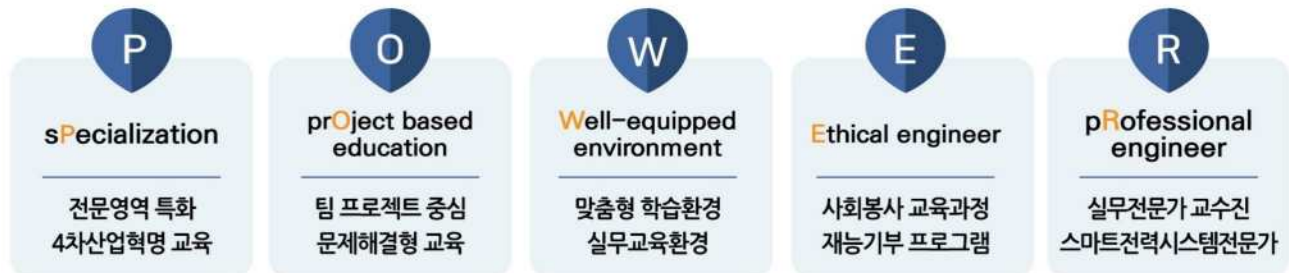 P
sPecialization
전문영역 특화
4차산업혁명 교육
O
prOject based
education
팀 프로젝트 중심
문제해결형 교육
W
Well-equipped
environment
맞춤형 학습환경
실무교육환경
E
Ethical engineer
사회봉사 교육과정
재능기부 프로그램
R
pRofessional
engineer
실무전문가 교수진
스마트전력시스템전문가